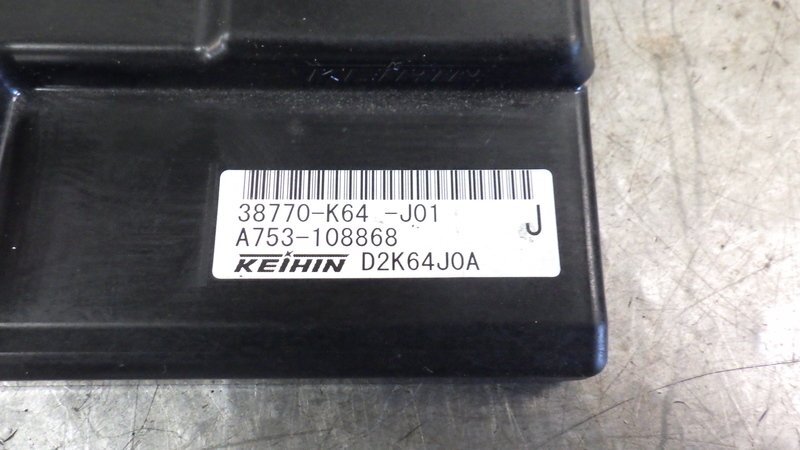 38770-K64 -J01
J
A753-108868
KEIHIN D2K64J0A